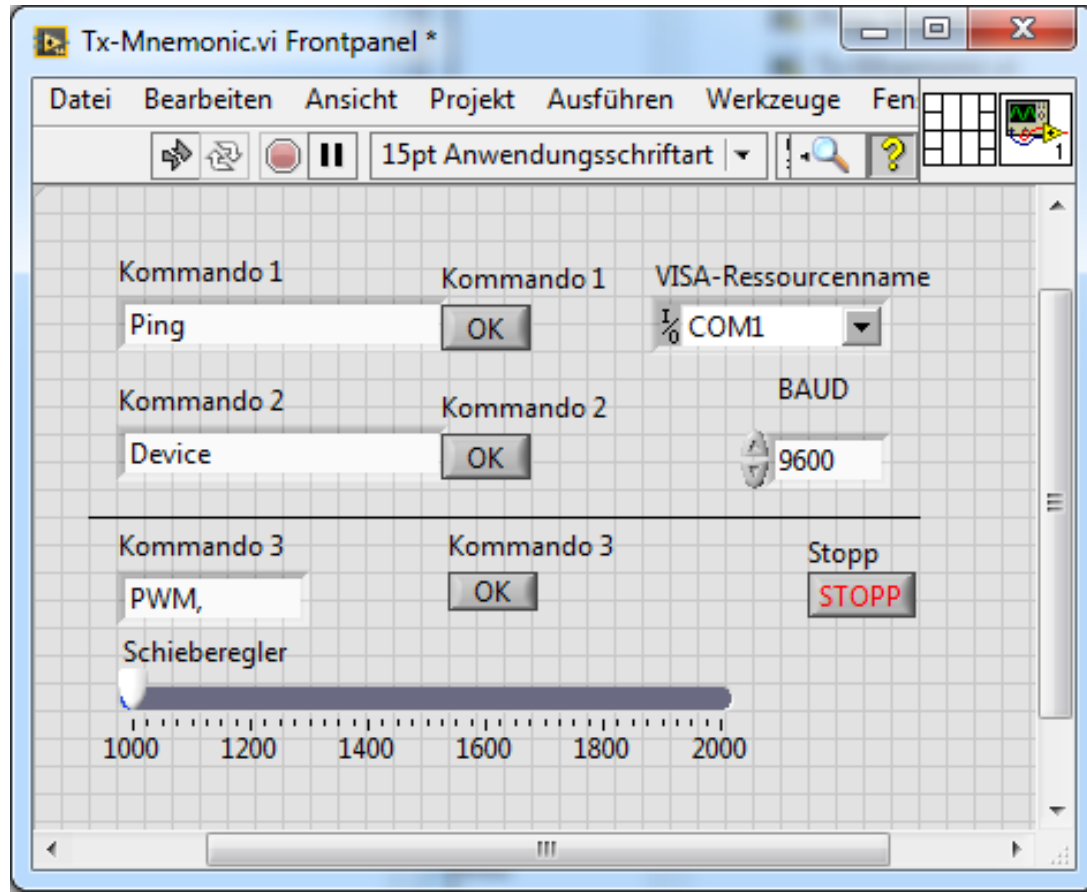 Tx-Mnemonic.vi Frontpanel *
Datei Bearbeiten Ansicht Projekt Ausführen Werkzeuge Fen
15pt Anwendungsschriftart
1
Kommando 1 Kommando 1 VISA-Ressourcenname
Ping OK I/O COM1
Kommando 2 Kommando 2 BAUD
Device OK 9600
Kommando 3 Kommando 3 Stopp
PWM, OK STOPP
Schieberegler
1000 1200 1400 1600 1800 2000